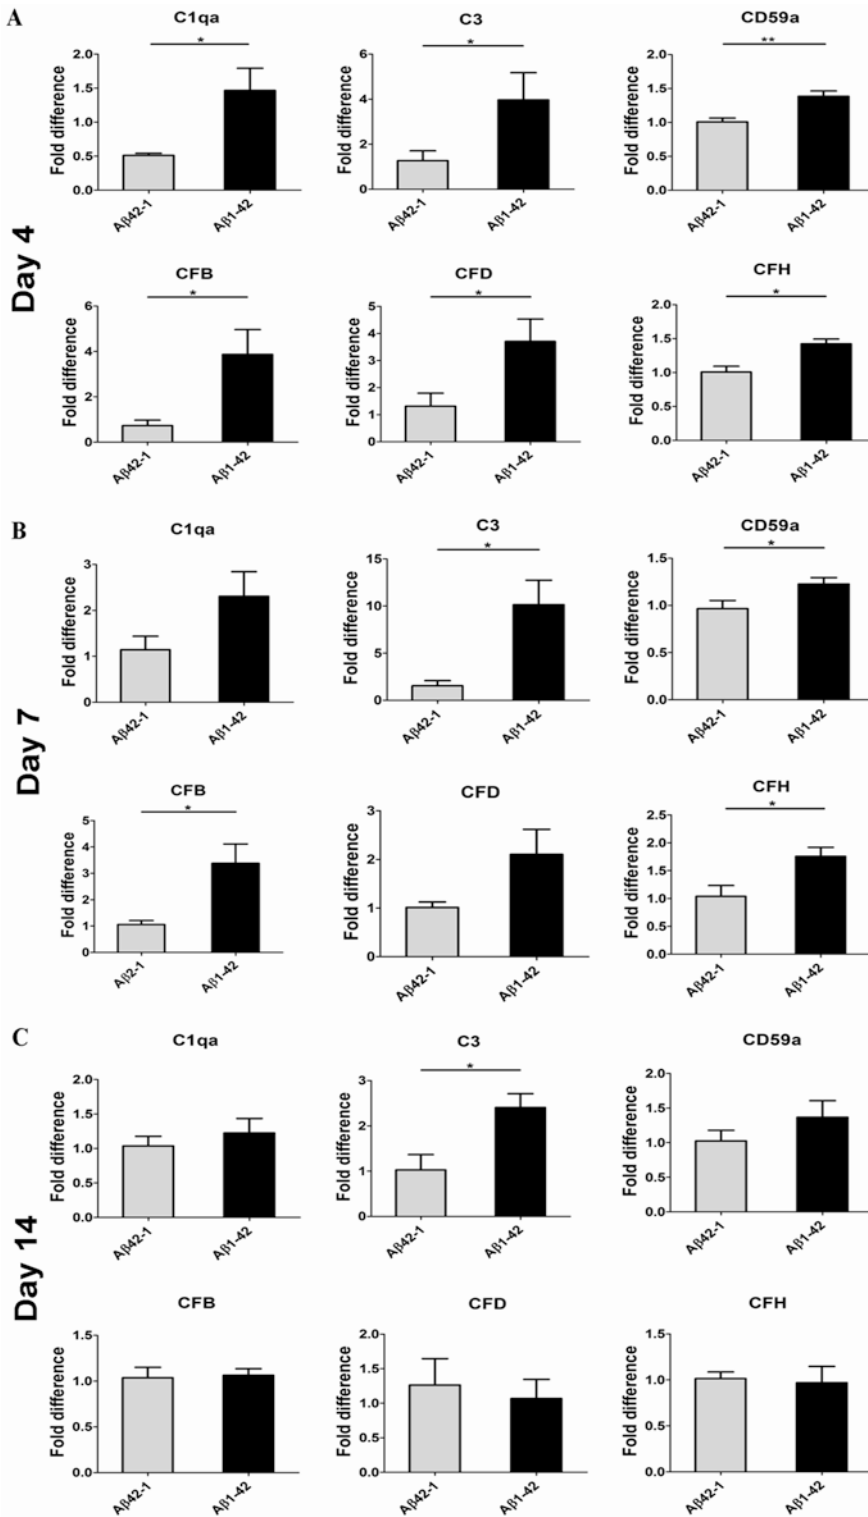 A
C1qa
C3
CD59a
*
*
**
Fold difference
2.0
1.5
1.0
0.5
0.0
Aβ42-1
Aβ1-42
Fold difference
6
4
2
0
Aβ42-1
Aβ1-42
Fold difference
2.0
1.5
1.0
0.5
0.0
Aβ42-1
Aβ1-42
Day 4
CFB
CFD
CFH
*
*
*
Fold difference
6
4
2
0
Aβ42-1
Aβ1-42
Fold difference
5
4
3
2
1
0
Aβ42-1
Aβ1-42
Fold difference
2.0
1.5
1.0
0.5
0.0
Aβ42-1
Aβ1-42
B
C1qa
C3
CD59a
*
*
Fold difference
3
2
1
0
Aβ42-1
Aβ1-42
Fold difference
15
10
5
0
Aβ42-1
Aβ1-42
Fold difference
1.5
1.0
0.5
0.0
Aβ42-1
Aβ1-42
Day 7
CFB
CFD
CFH
*
*
Fold difference
5
4
3
2
1
0
Aβ2-1
Aβ1-42
Fold difference
3
2
1
0
Aβ42-1
Aβ1-42
Fold difference
2.5
2.0
1.5
1.0
0.5
0.0
Aβ42-1
Aβ1-42
C
C1qa
C3
CD59a
*
Fold difference
2.0
1.5
1.0
0.5
0.0
Aβ42-1
Aβ1-42
Fold difference
3
2
1
0
Aβ42-1
Aβ1-42
Fold difference
2.0
1.5
1.0
0.5
0.0
Aβ42-1
Aβ1-42
Day 14
CFB
CFD
CFH
Fold difference
1.5
1.0
0.5
0.0
Aβ42-1
Aβ1-42
Fold difference
2.0
1.5
1.0
0.5
0.0
Aβ42-1
Aβ1-42
Fold difference
1.5
1.0
0.5
0.0
Aβ42-1
Aβ1-42